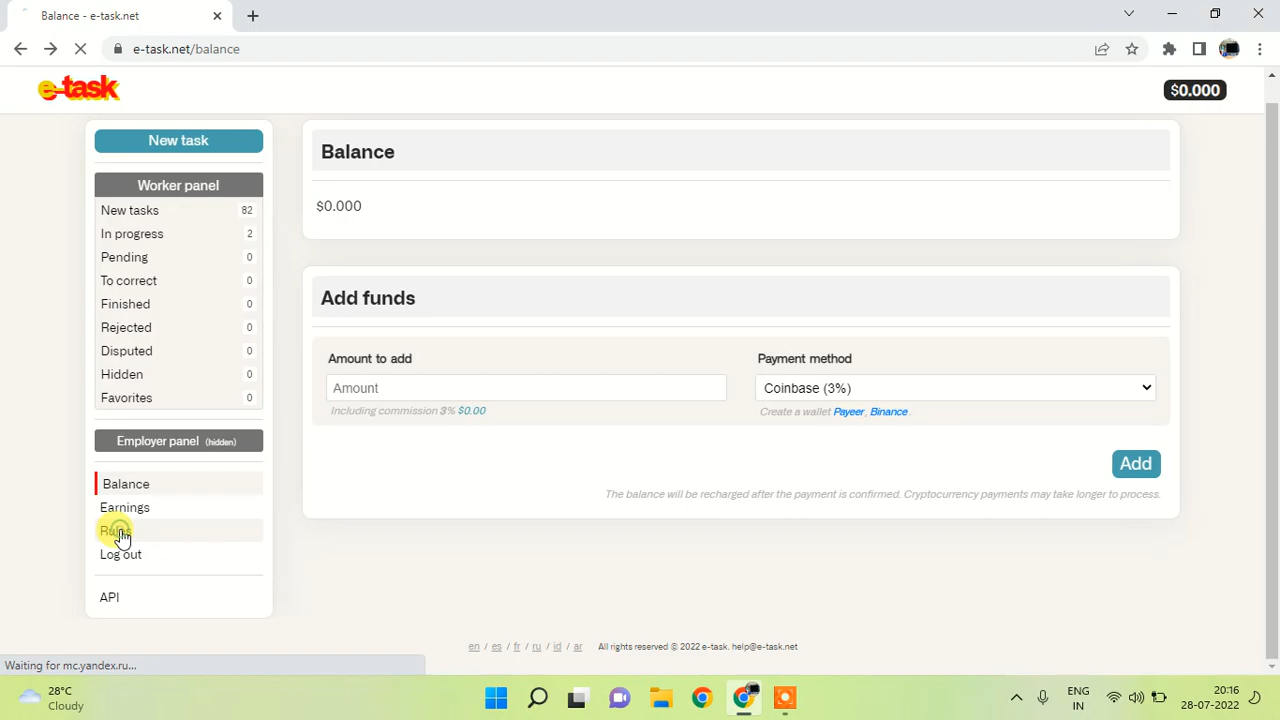 Balance - e-task.net
e-task.net/balance
e-task
$0.000
New task
Worker panel
New tasks 82
In progress 2
Pending 0
To correct 0
Finished 0
Rejected 0
Disputed 0
Hidden 0
Favorites 0
Employer panel (hidden)
Balance
Earnings
Rules
Log out
API
Balance
$0.000
Add funds
Amount to add
Amount
Including commission 3% $0.00
Payment method
Coinbase (3%)
Create a wallet Payeer, Binance.
Add
The balance will be recharged after the payment is confirmed. Cryptocurrency payments may take longer to process.
en / es / fr / ru / id / ar All rights reserved © 2022 e-task. help@e-task.net
Waiting for mc.yandex.ru...
28°C
Cloudy
ENG
IN
20:16
28-07-2022